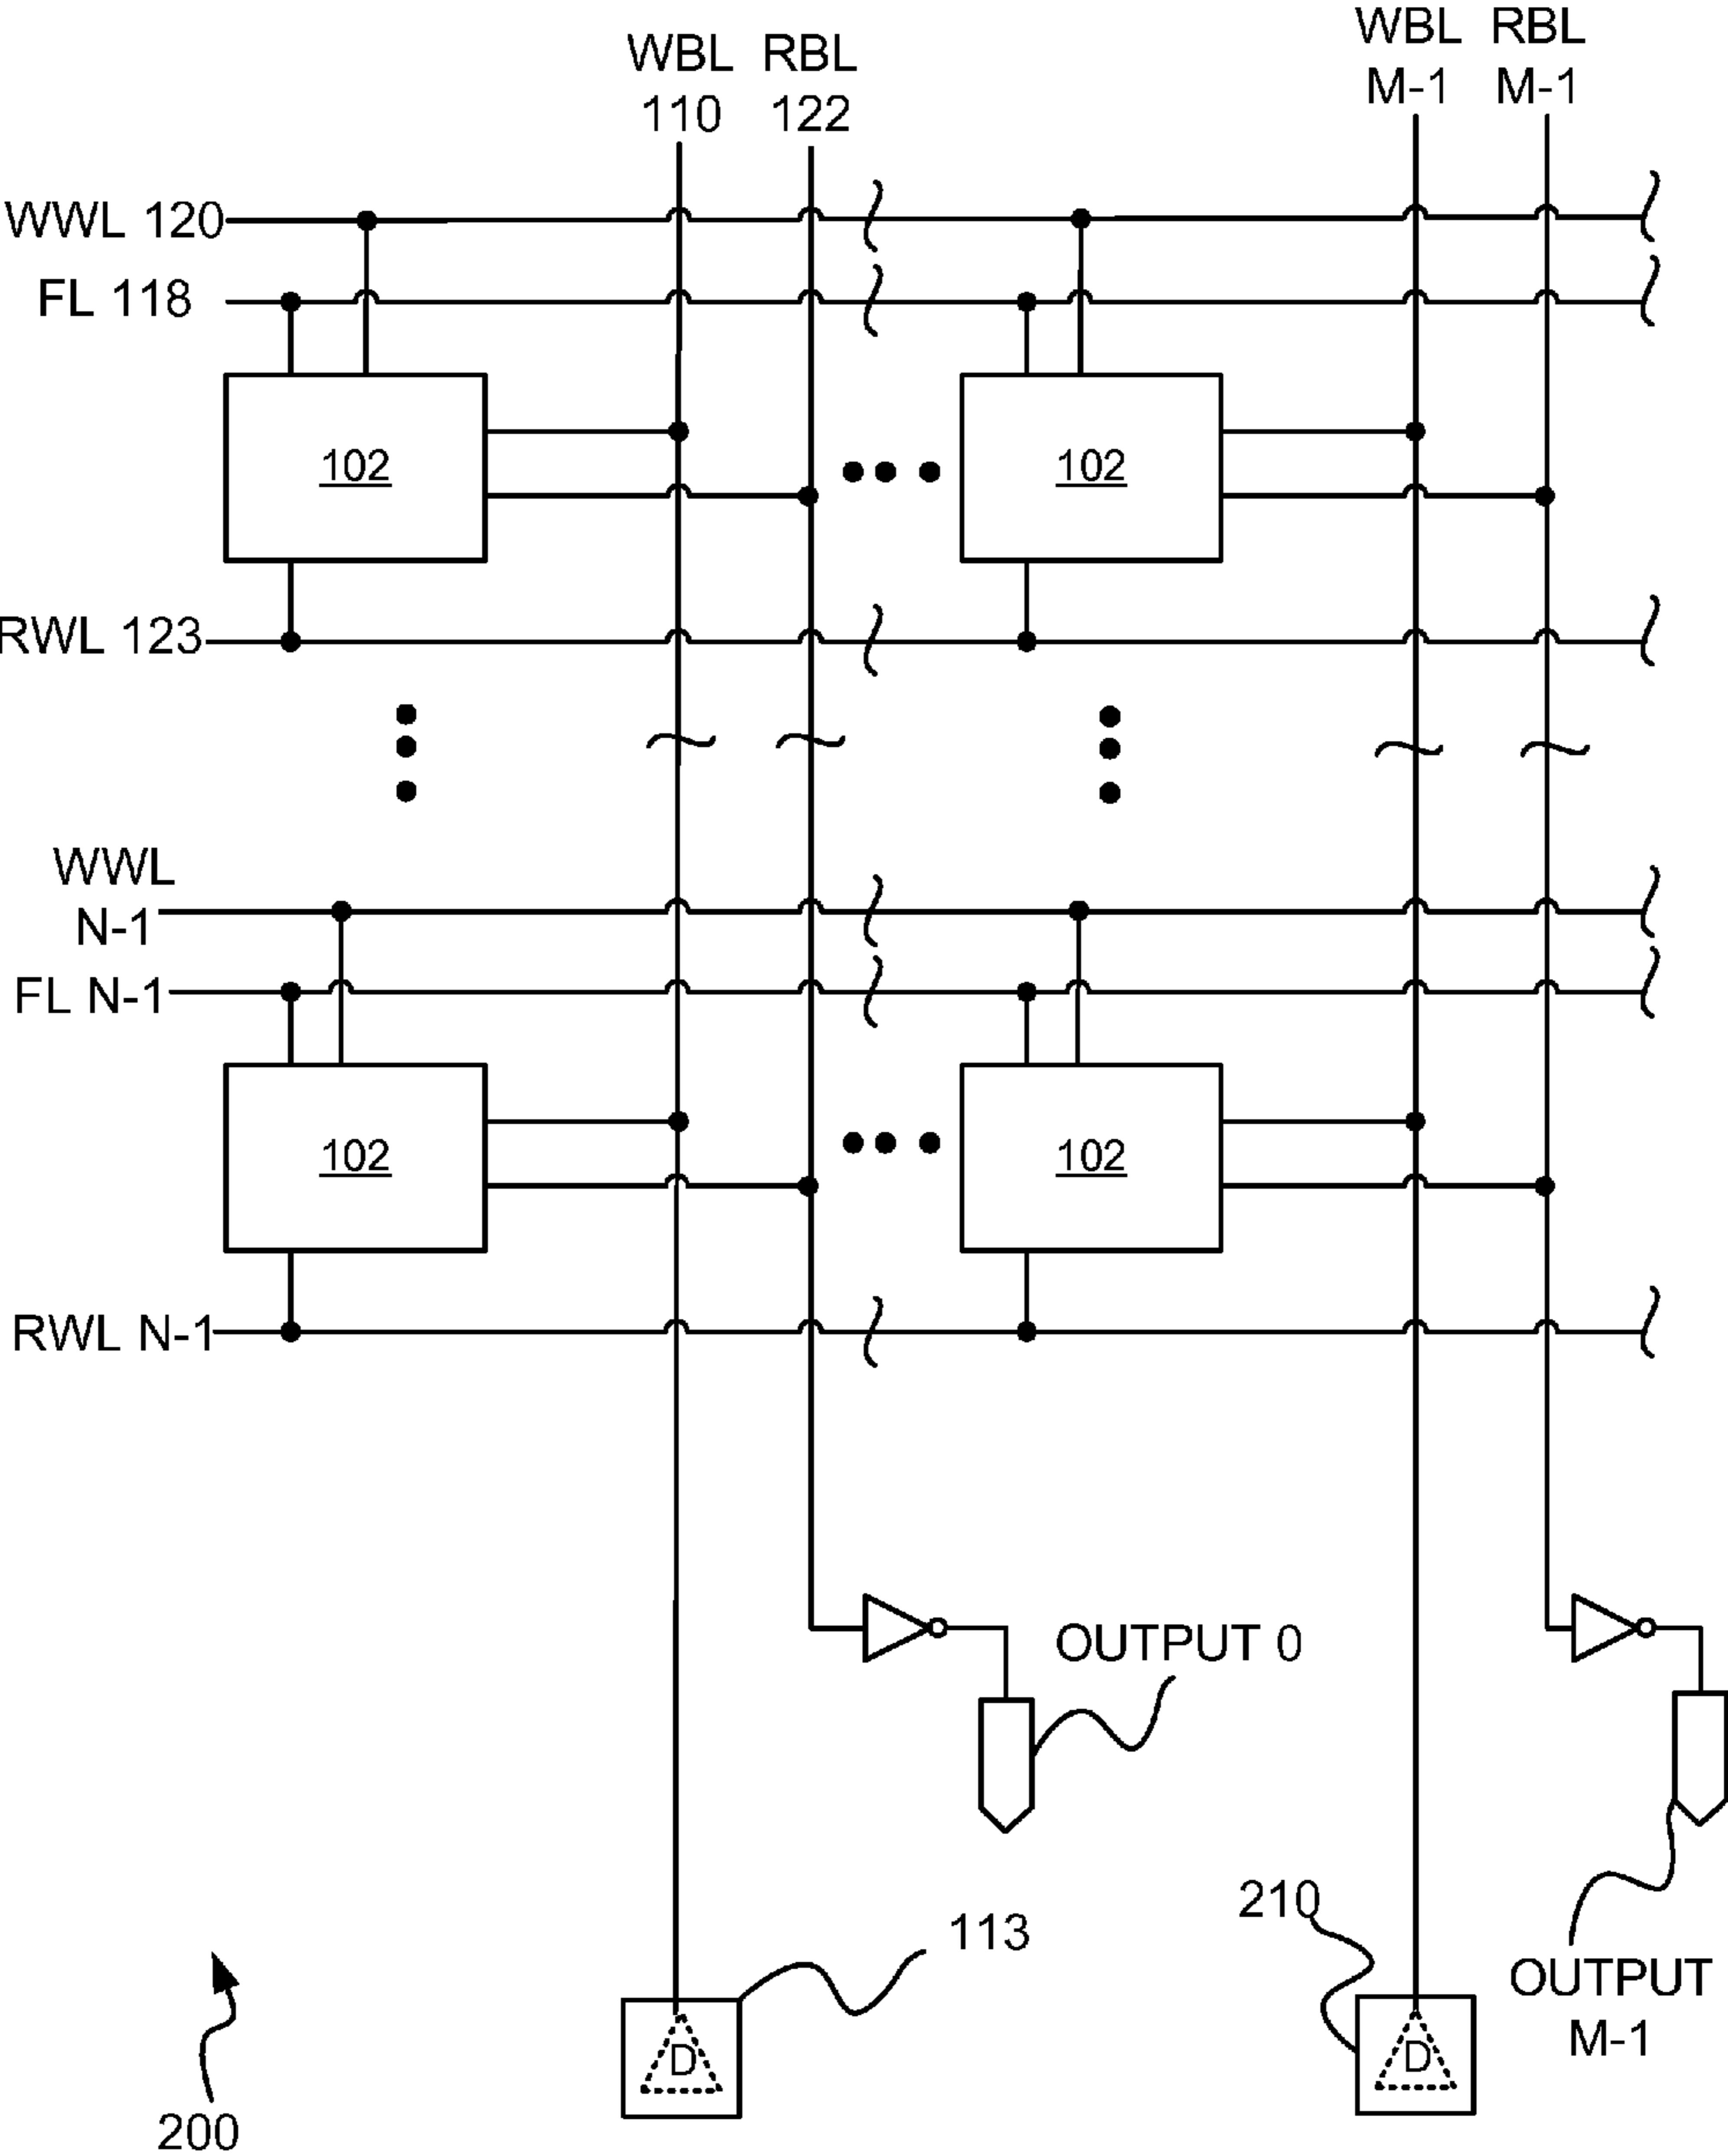 WBL RBL
M-1 M-1
WBL RBL
110 122
WWL 120
FL 118
102 102
RWL 123
WWL
N-1
FL N-1
102 102
RWL N-1
OUTPUT 0
210
113
OUTPUT
M-1
D D
200